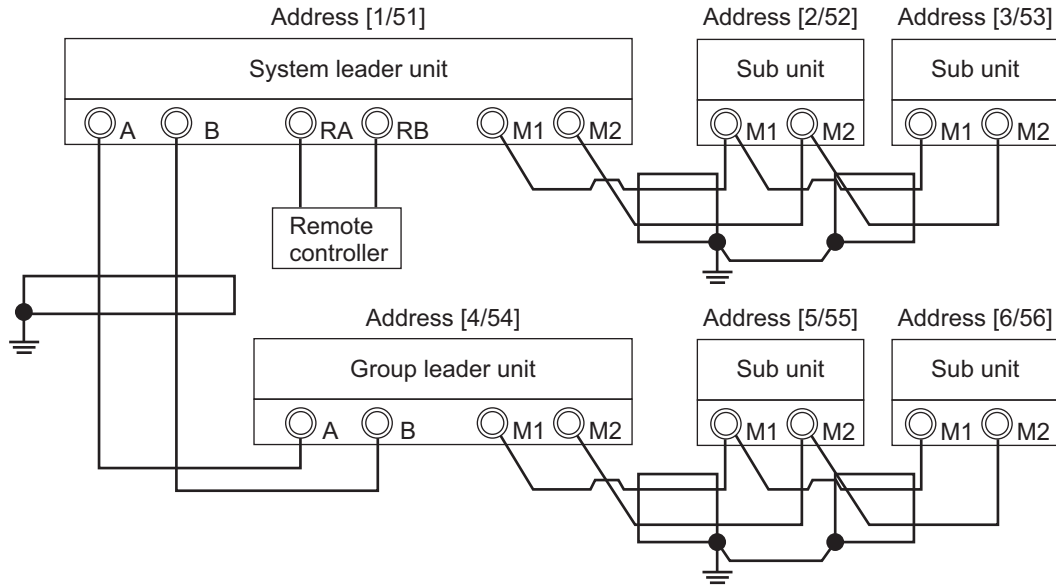 Address [1/51]
Address [2/52]
Address [3/53]
System leader unit
Sub unit
Sub unit
A
B
RA
RB
M1
M2
M1
M2
M1
M2
Remote
controller
Address [4/54]
Address [5/55]
Address [6/56]
Group leader unit
Sub unit
Sub unit
A
B
M1
M2
M1
M2
M1
M2